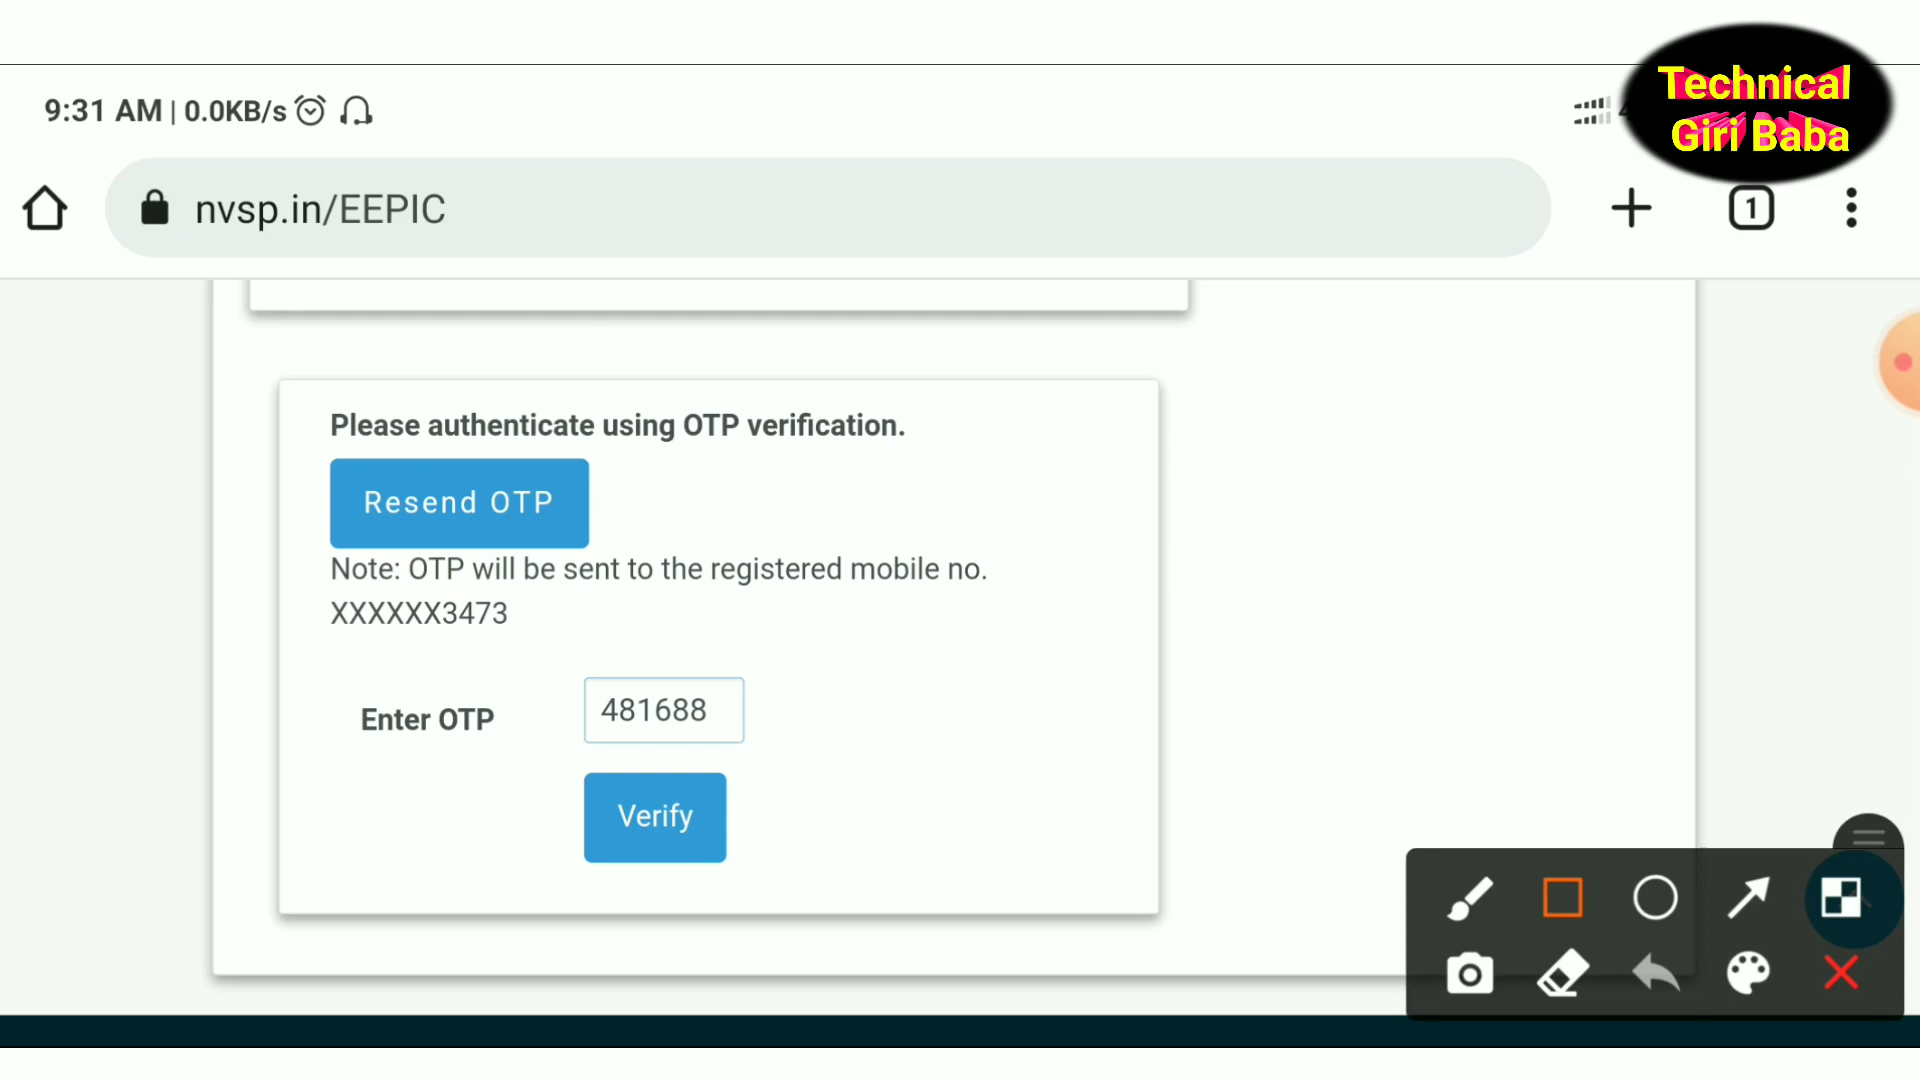 9:31 AM | 0.0KB/s
Technical
Giri Baba
nvsp.in/EEPIC
1
Please authenticate using OTP verification.
Resend OTP
Note: OTP will be sent to the registered mobile no.
XXXXXX3473
Enter OTP
481688
Verify